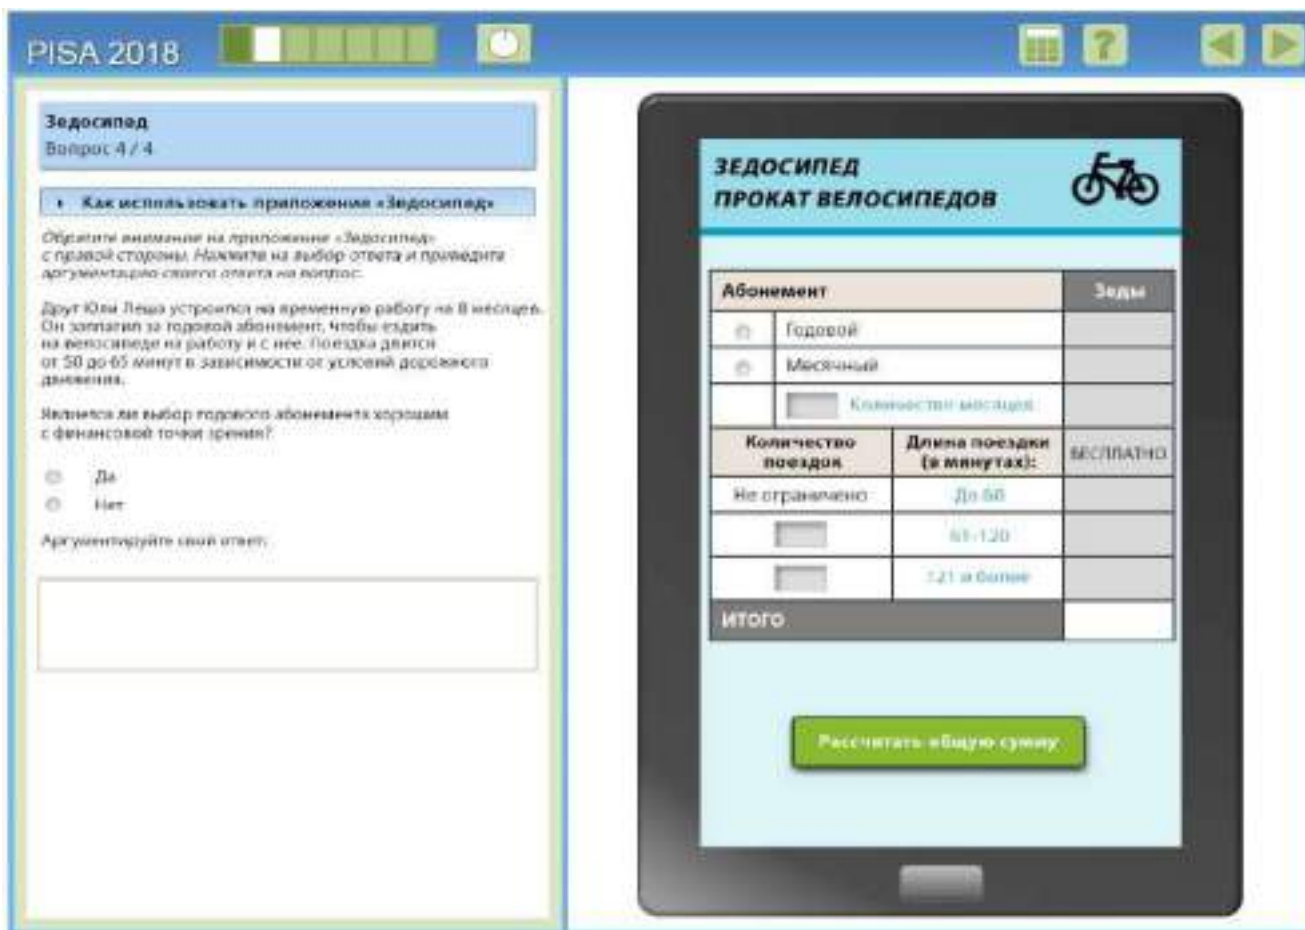 PISA 2018
?
Зедосипед
Вопрос 4 / 4
Как использовать приложение «Зедосипед»
Обратите внимание на приложение «Зедосипед»
с правой стороны. Нажмите на выбор ответа и приведите
аргументацию своего ответа на вопрос.
Друг Юли Леша устроился на временную работу на 8 месяцев.
Он заплатил за годовой абонемент, чтобы ездить
на велосипеде на работу и с нее. Поездка длится
от 50 до 65 минут в зависимости от условий дорожного
движения.
Является ли выбор годового абонемента хорошим
с финансовой точки зрения?
Да
Нет
Аргументируйте свой ответ.
ЗЕДОСИПЕД
ПРОКАТ ВЕЛОСИПЕДОВ
Абонемент Зеды
Годовой
Месячный
Количество месяцев
Количество поездок Длина поездки (в минутах): БЕСПЛАТНО
Не ограничено До 60
61-120
121 и более
ИТОГО
Рассчитать общую сумму